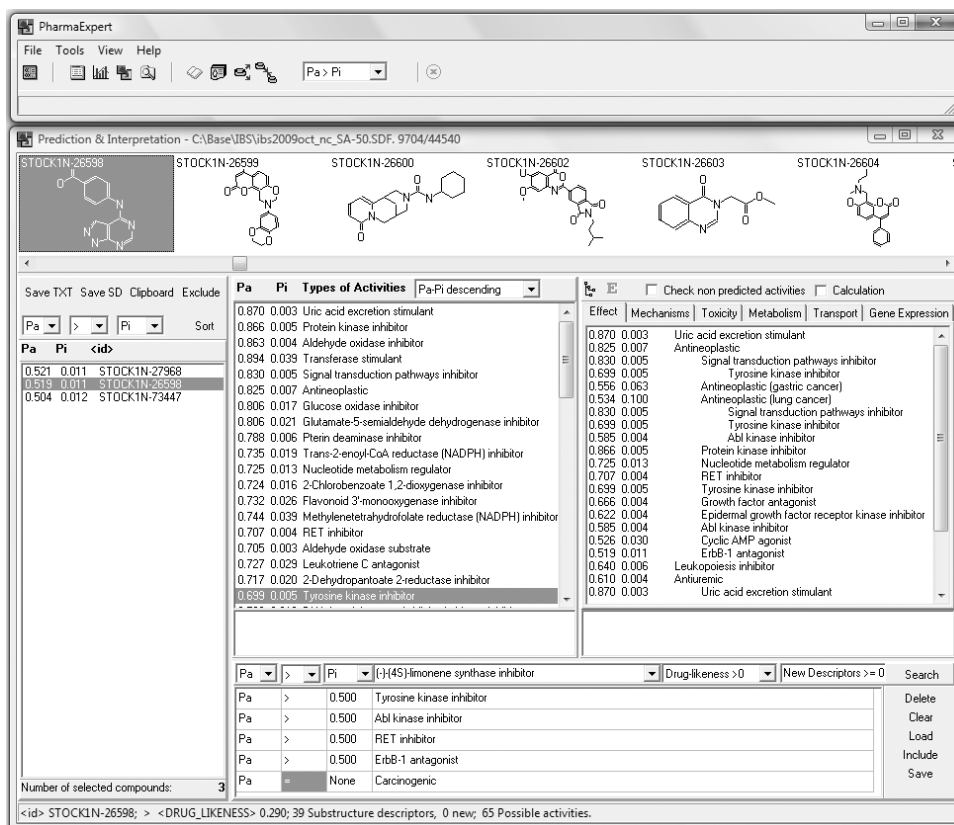 PharmaExpert
File Tools View Help
Pa > Pi
Prediction & Interpretation - C:\Base\IBS\ibs2009oct_nc_SA-50.SDF. 9704/44540
STOCK1N-26598 STOCK1N-26599 STOCK1N-26600 STOCK1N-26602 STOCK1N-26603 STOCK1N-26604
Save TXT Save SD Clipboard Exclude
Pa > Pi Sort
Pa Pi <id>
0.521 0.011 STOCK1N-27968
0.519 0.011 STOCK1N-26598
0.504 0.012 STOCK1N-73447
Number of selected compounds: 3
Pa Pi Types of Activities Pa-Pi descending
0.870 0.003 Uric acid excretion stimulant
0.866 0.005 Protein kinase inhibitor
0.863 0.004 Aldehyde oxidase inhibitor
0.894 0.039 Transferase stimulant
0.830 0.005 Signal transduction pathways inhibitor
0.825 0.007 Antineoplastic
0.806 0.017 Glucose oxidase inhibitor
0.806 0.021 Glutamate-5-semialdehyde dehydrogenase inhibitor
0.788 0.006 Pterin deaminase inhibitor
0.735 0.019 Trans-2-enoyl-CoA reductase (NADPH) inhibitor
0.725 0.013 Nucleotide metabolism regulator
0.724 0.016 2-Chlorobenzoate 1,2-dioxygenase inhibitor
0.732 0.026 Flavonoid 3'-monooxygenase inhibitor
0.744 0.039 Methylenetetrahydrofolate reductase (NADPH) inhibitor
0.707 0.004 RET inhibitor
0.705 0.003 Aldehyde oxidase substrate
0.727 0.029 Leukotriene C antagonist
0.717 0.020 2-Dehydropantoate 2-reductase inhibitor
0.699 0.005 Tyrosine kinase inhibitor
E Check non predicted activities Calculation
Effect Mechanisms Toxicity Metabolism Transport Gene Expression
0.870 0.003 Uric acid excretion stimulant
0.825 0.007 Antineoplastic
0.830 0.005 Signal transduction pathways inhibitor
0.699 0.005 Tyrosine kinase inhibitor
0.556 0.063 Antineoplastic (gastric cancer)
0.534 0.100 Antineoplastic (lung cancer)
0.830 0.005 Signal transduction pathways inhibitor
0.699 0.005 Tyrosine kinase inhibitor
0.585 0.004 Abl kinase inhibitor
0.866 0.005 Protein kinase inhibitor
0.725 0.013 Nucleotide metabolism regulator
0.707 0.004 RET inhibitor
0.699 0.005 Tyrosine kinase inhibitor
0.666 0.004 Growth factor antagonist
0.622 0.004 Epidermal growth factor receptor kinase inhibitor
0.585 0.004 Abl kinase inhibitor
0.526 0.030 Cyclic AMP agonist
0.519 0.011 ErbB-1 antagonist
0.640 0.006 Leukopoiesis inhibitor
0.610 0.004 Antiuremic
0.870 0.003 Uric acid excretion stimulant
Pa > Pi (-)-(4S)-limonene synthase inhibitor Drug-likeness >0 New Descriptors >= 0 Search
Pa > 0.500 Tyrosine kinase inhibitor
Pa > 0.500 Abl kinase inhibitor
Pa > 0.500 RET inhibitor
Pa > 0.500 ErbB-1 antagonist
Pa = None Carcinogenic
Delete
Clear
Load
Include
Save
<id> STOCK1N-26598; > <DRUG_LIKENESS> 0.290; 39 Substructure descriptors, 0 new; 65 Possible activities.